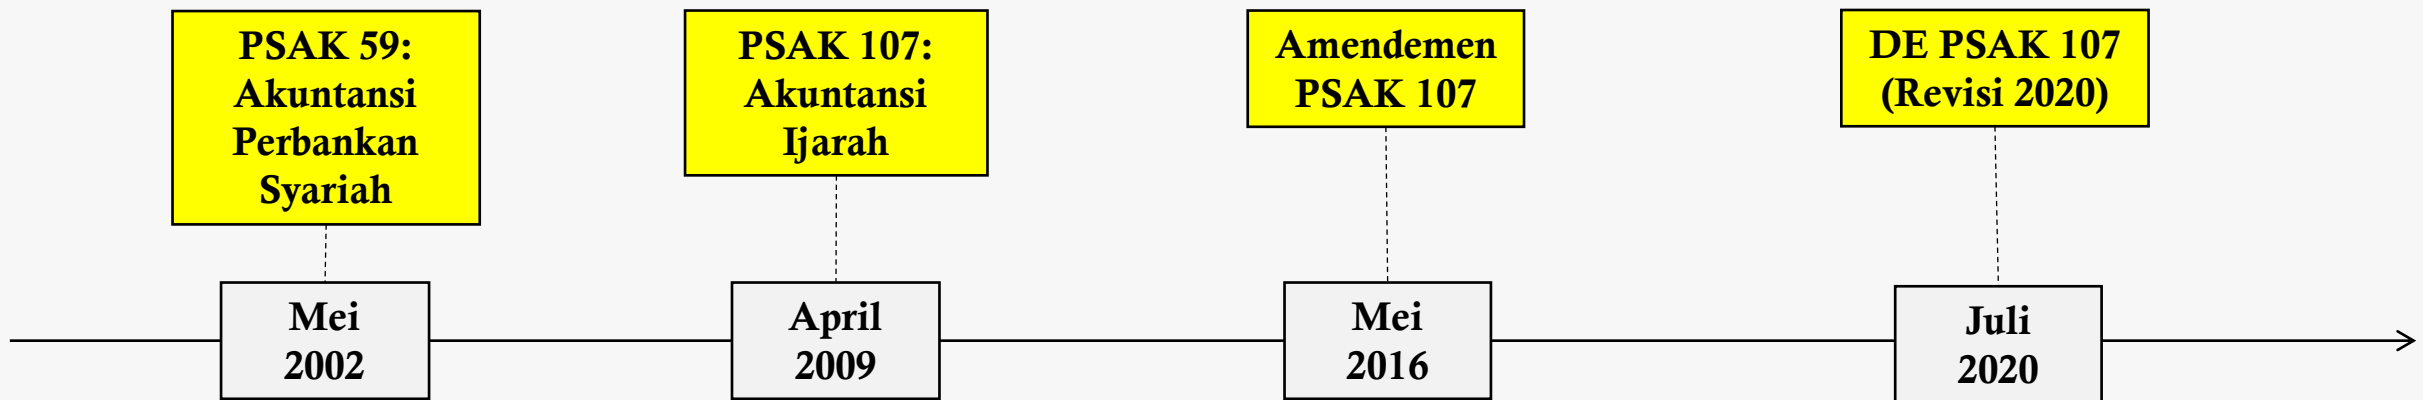 PSAK 59:
Akuntansi
Perbankan
Syariah
PSAK 107:
Akuntansi
Ijarah
Amendemen
PSAK 107
DE PSAK 107
(Revisi 2020)
Mei
2002
April
2009
Mei
2016
Juli
2020